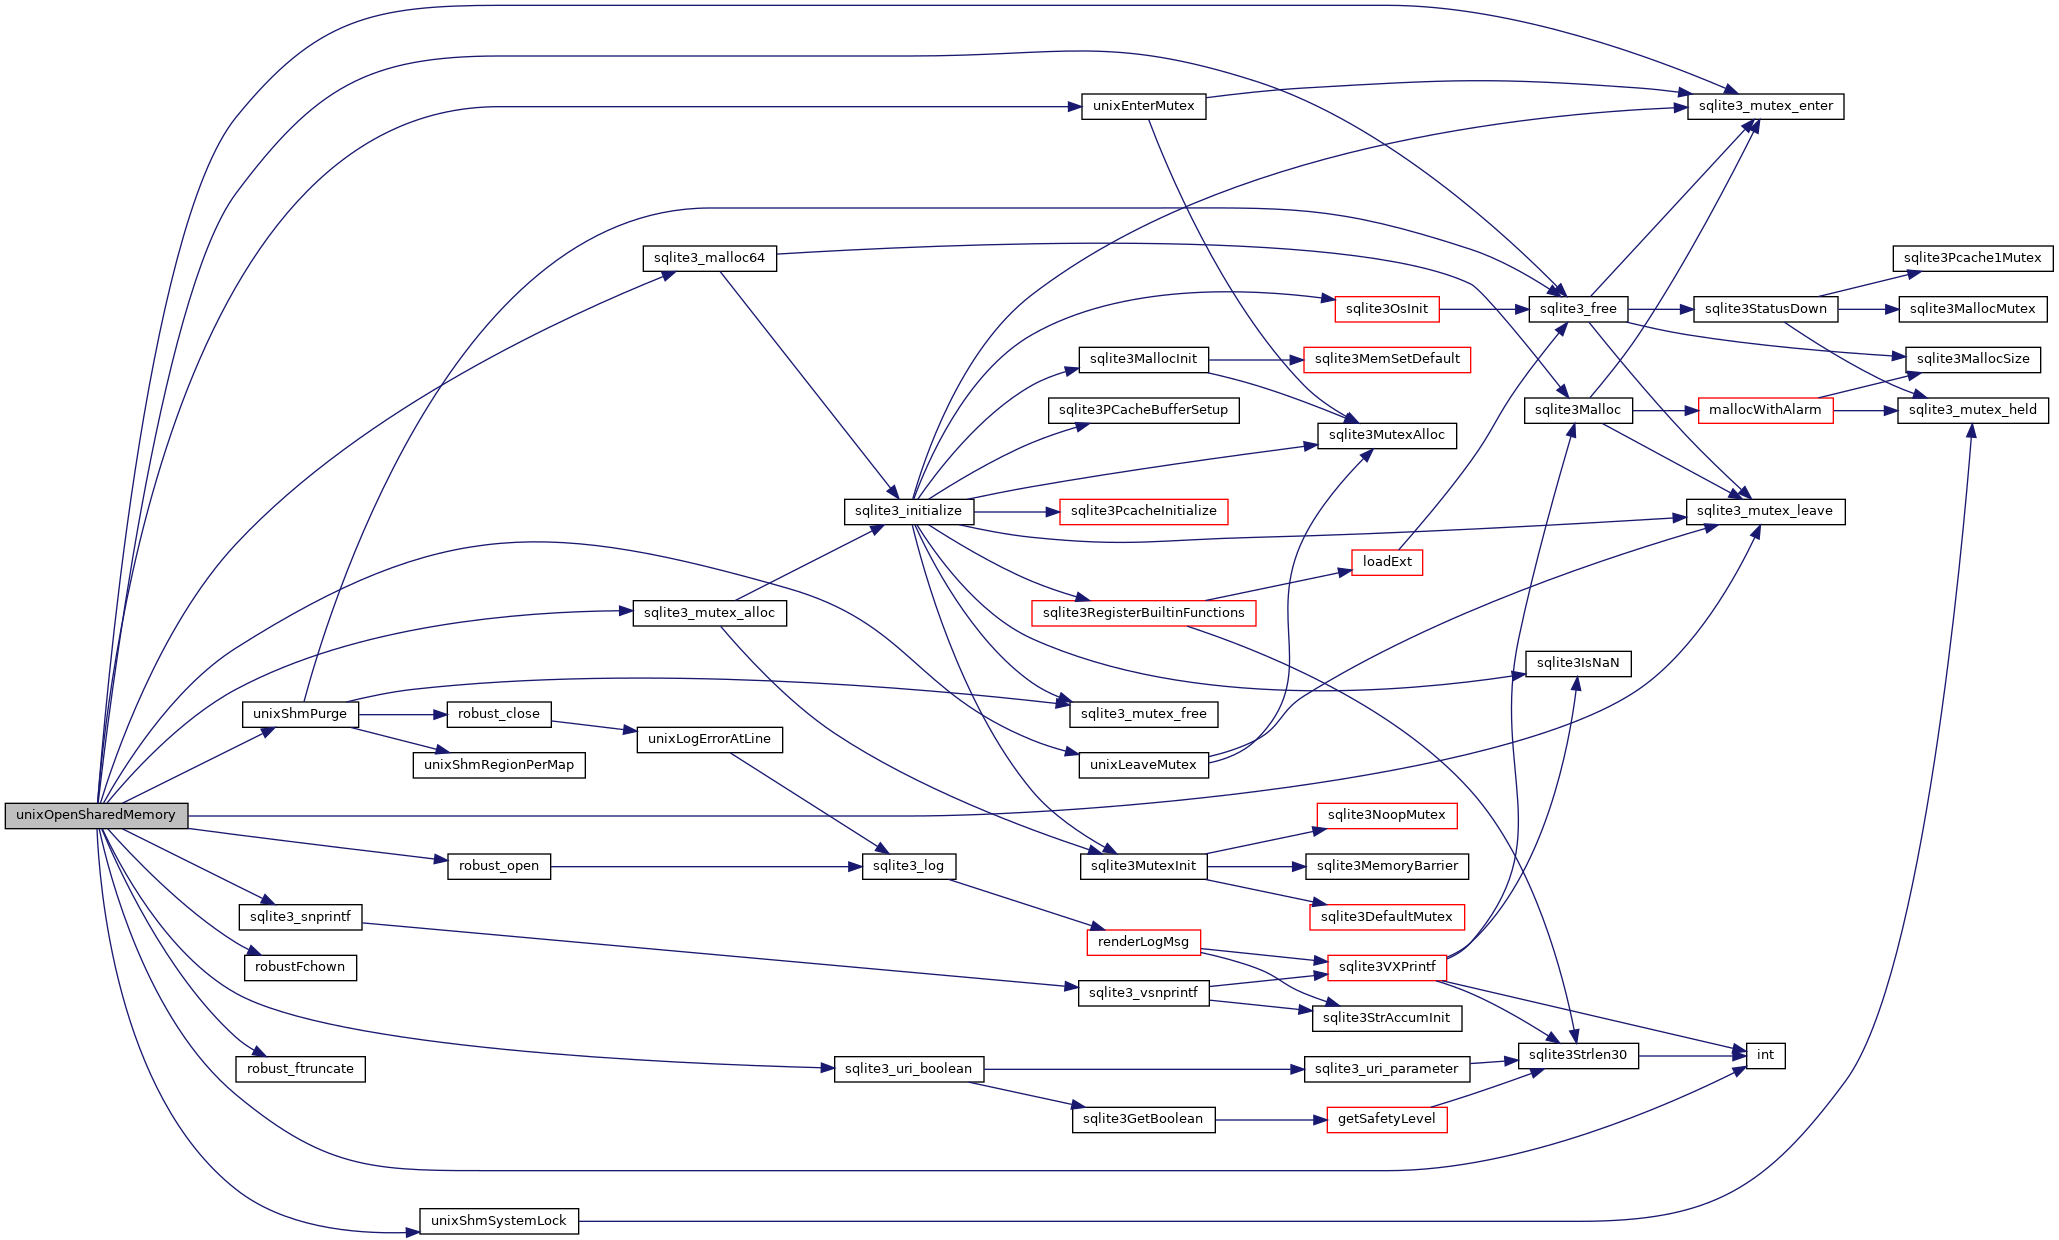 sqlite3_mutex_enter
unixEnterMutex
sqlite3_malloc64
sqlite3Pcache1Mutex
sqlite3OsInit
sqlite3_free
sqlite3StatusDown
sqlite3MallocMutex
sqlite3MallocInit
sqlite3MemSetDefault
sqlite3MallocSize
sqlite3PCacheBufferSetup
sqlite3Malloc
mallocWithAlarm
sqlite3_mutex_held
sqlite3MutexAlloc
sqlite3_initialize
sqlite3PcacheInitialize
sqlite3_mutex_leave
loadExt
sqlite3_mutex_alloc
sqlite3RegisterBuiltinFunctions
sqlite3IsNaN
unixShmPurge
robust_close
sqlite3_mutex_free
unixLogErrorAtLine
unixShmRegionPerMap
unixLeaveMutex
unixOpenSharedMemory
sqlite3NoopMutex
robust_open
sqlite3_log
sqlite3MutexInit
sqlite3MemoryBarrier
sqlite3_snprintf
sqlite3DefaultMutex
renderLogMsg
robustFchown
sqlite3VXPrintf
sqlite3_vsnprintf
sqlite3StrAccumInit
sqlite3Strlen30
int
robust_ftruncate
sqlite3_uri_boolean
sqlite3_uri_parameter
sqlite3GetBoolean
getSafetyLevel
unixShmSystemLock